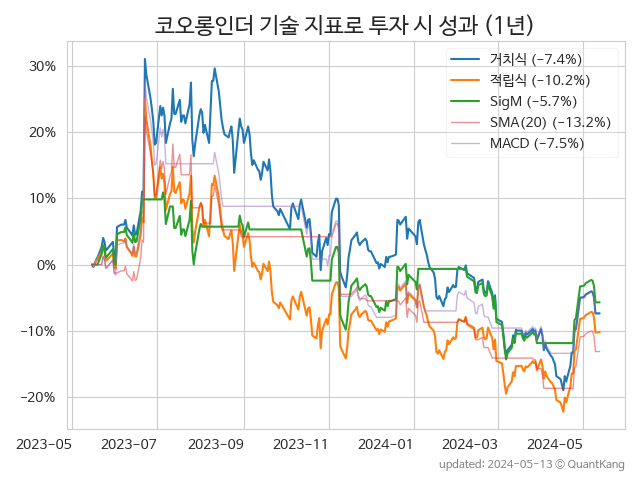 코오롱인더 기술 지표로 투자 시 성과 (1년)
거치식 (−7.4%)
적립식 (−10.2%)
SigM (−5.7%)
SMA(20) (−13.2%)
MACD (−7.5%)
30%
20%
10%
0%
−10%
−20%
2023-05
2023-07
2023-09
2023-11
2024-01
2024-03
2024-05
updated: 2024-05-13 ⓒ QuantKang